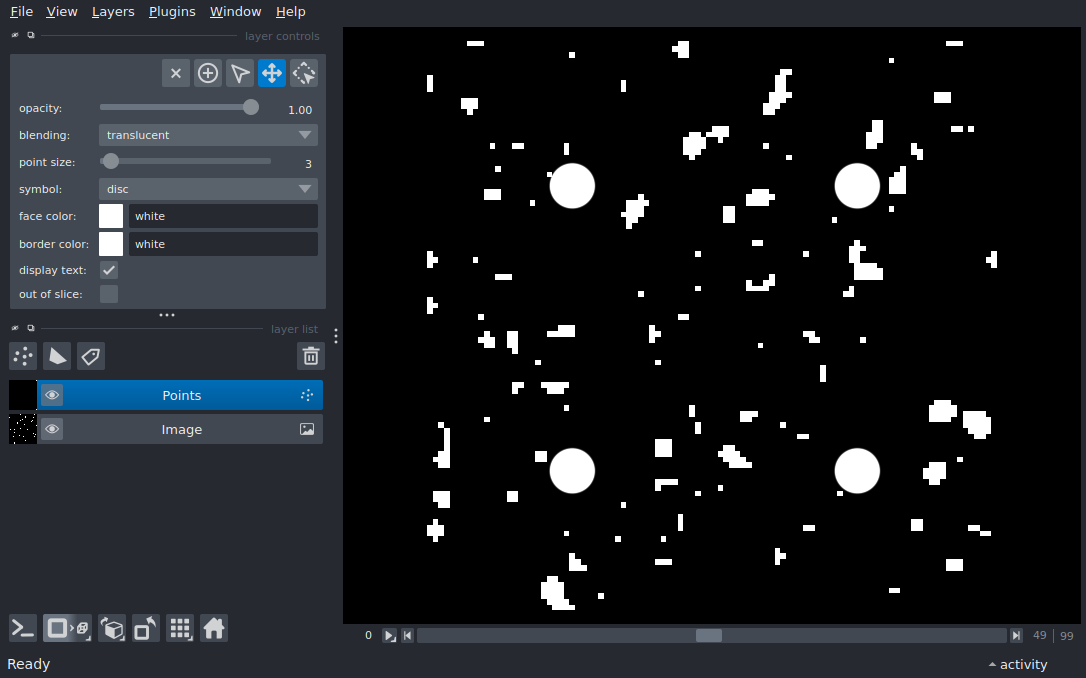 File View Layers Plugins Window Help
layer controls
opacity: 1.00
blending: translucent
point size: 3
symbol: disc
face color: white
border color: white
display text:
out of slice:
layer list
Points
Image
0 49 99
Ready activity